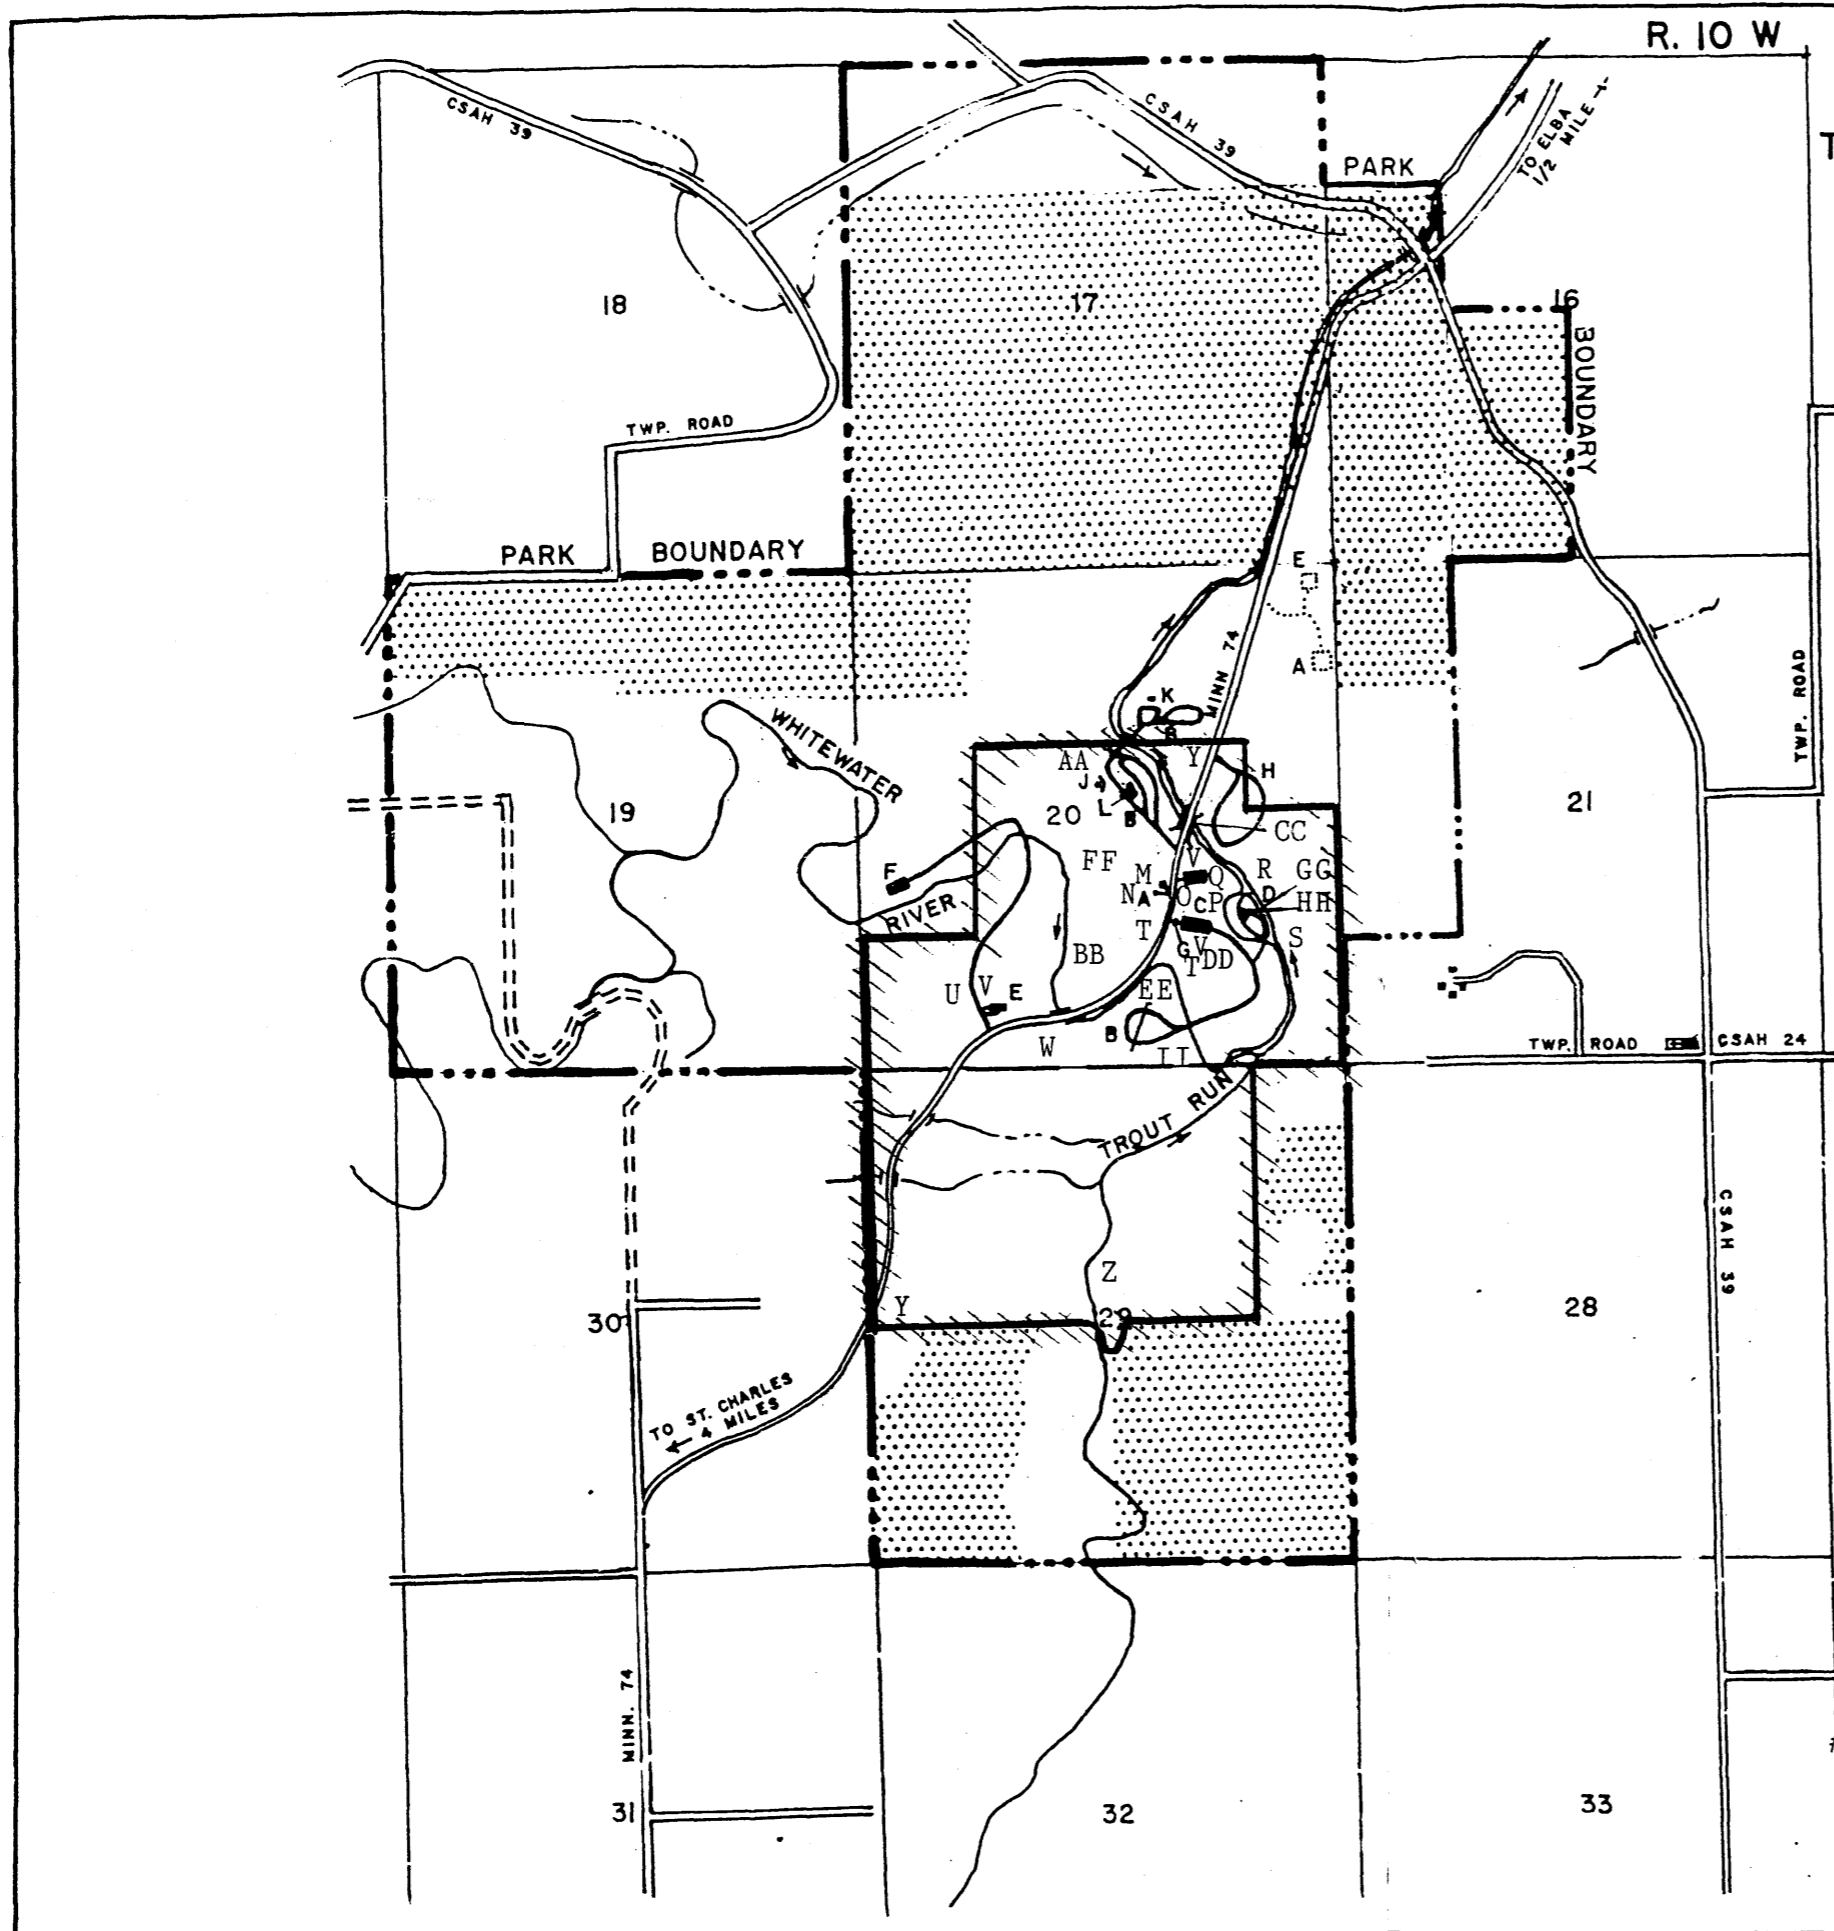 R. 10 W
T
CSAH 39
CSAH 39
TO ELBA
1/2 MILE
PARK
18
17
16
BOUNDARY
TWP. ROAD
PARK BOUNDARY
E
MINN 74
A
TWP. ROAD
K
B
WHITEWATER
AA
Y
H
J
L
B
19
20
21
CC
FF
V
M
Q
R
GG
F
N
A
O
C
P
D
HH
RIVER
T
S
BB
G
V
T
DD
U
V
E
EE
B
W
II
TWP. ROAD
CSAH 24
TROUT RUN
CSAH 39
Z
Y
30
29
28
TO ST. CHARLES
4 MILES
MINN. 74
31
32
33